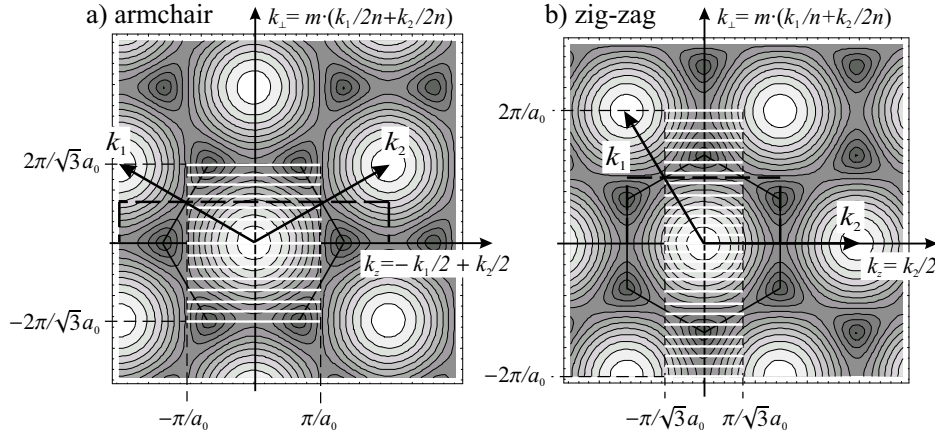 a) armchair
k⊥= m·(k1/2n+k2/2n)
k1
k2
2π/√3a0
kz=−k1/2 + k2/2
−2π/√3a0
−π/a0
π/a0
b) zig-zag
k⊥= m·(k1/n+k2/2n)
2π/a0
k1
k2
kz= k2/2
−2π/a0
−π/√3a0
π/√3a0